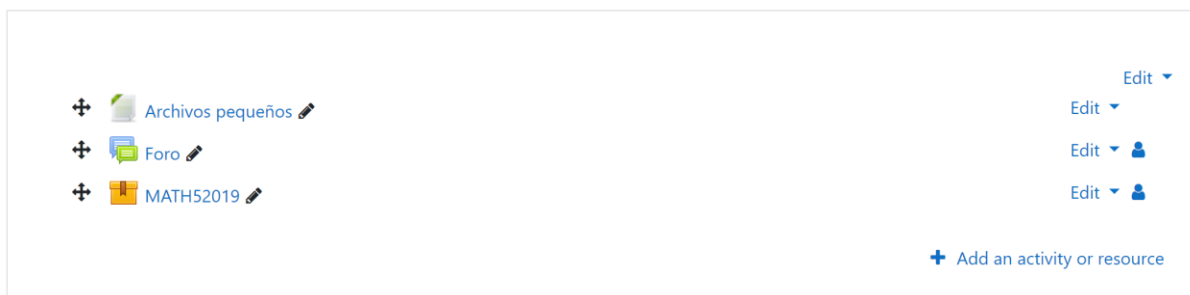 Edit
Archivos pequeños Edit
Foro Edit
MATH52019 Edit
Add an activity or resource